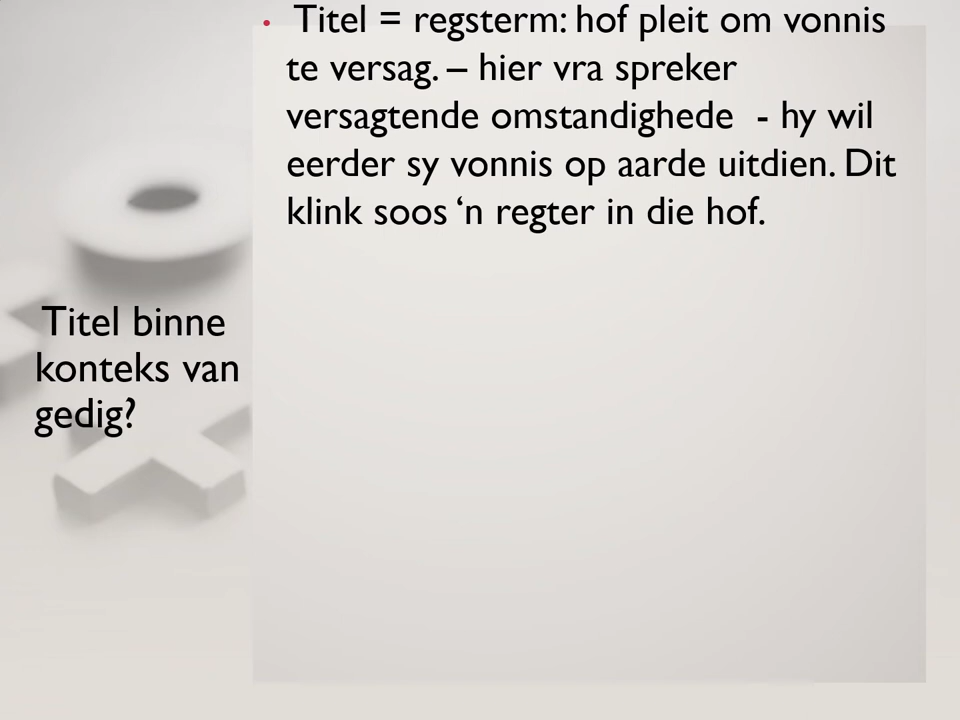 Titel binne
konteks van
gedig?
• Titel = regsterm: hof pleit om vonnis
te versag. – hier vra spreker
versagtende omstandighede - hy wil
eerder sy vonnis op aarde uitdien. Dit
klink soos ‘n regter in die hof.